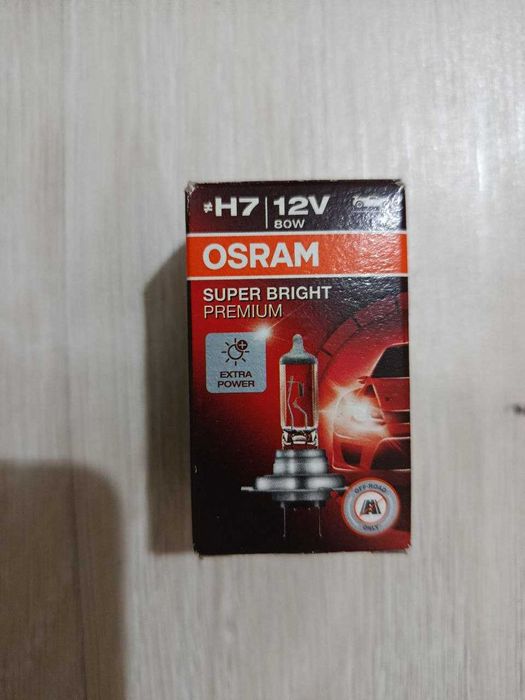 ≠H7 | 12V
80W
OSRAM
SUPER BRIGHT
PREMIUM
EXTRA
POWER
OFF-ROAD
ONLY